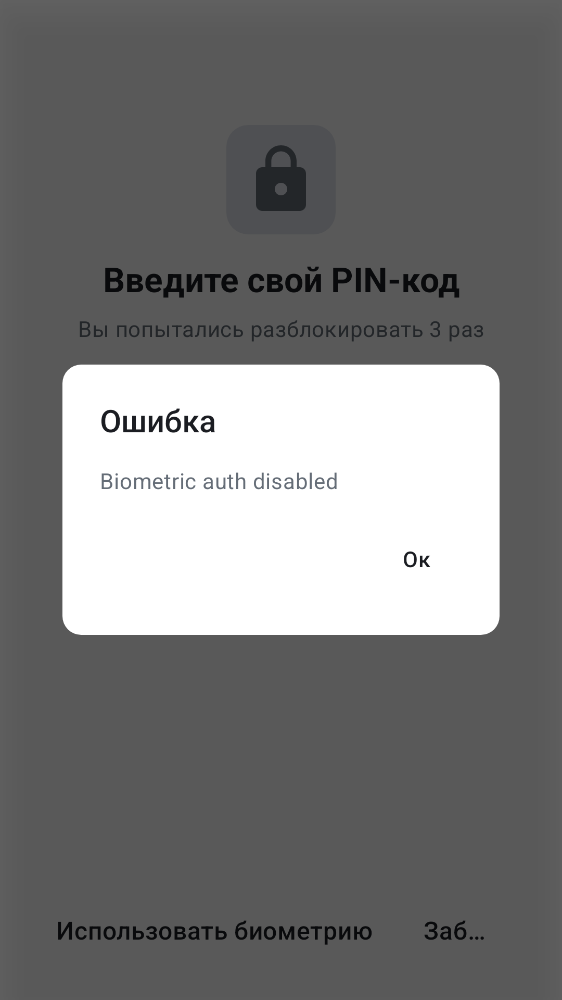 Введите свой PIN-код
Вы попытались разблокировать 3 раз
Ошибка
Biometric auth disabled
Ок
Использовать биометрию
Заб...